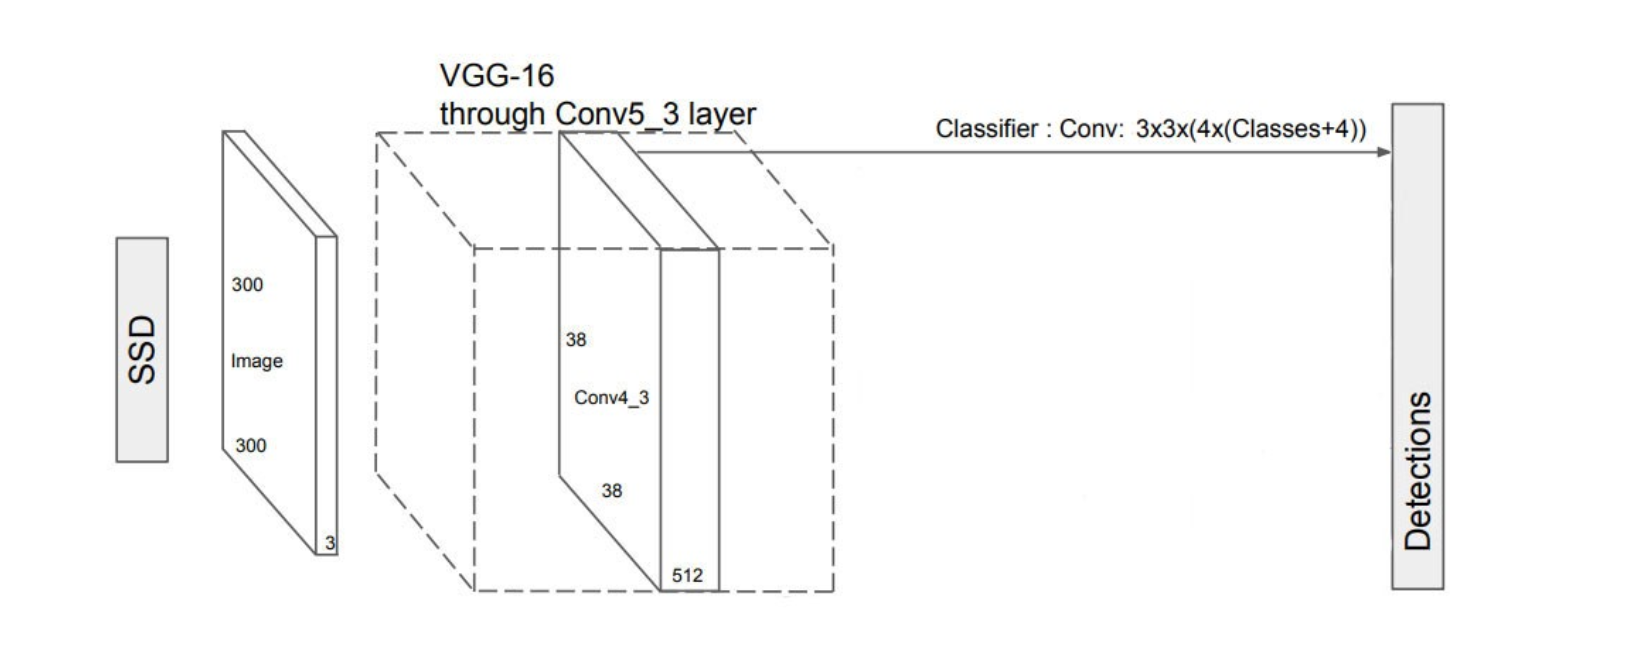 VGG-16
through Conv5_3 layer
Classifier : Conv: 3x3x(4x(Classes+4))
SSD
300
Image
300
3
38
Conv4_3
38
512
Detections